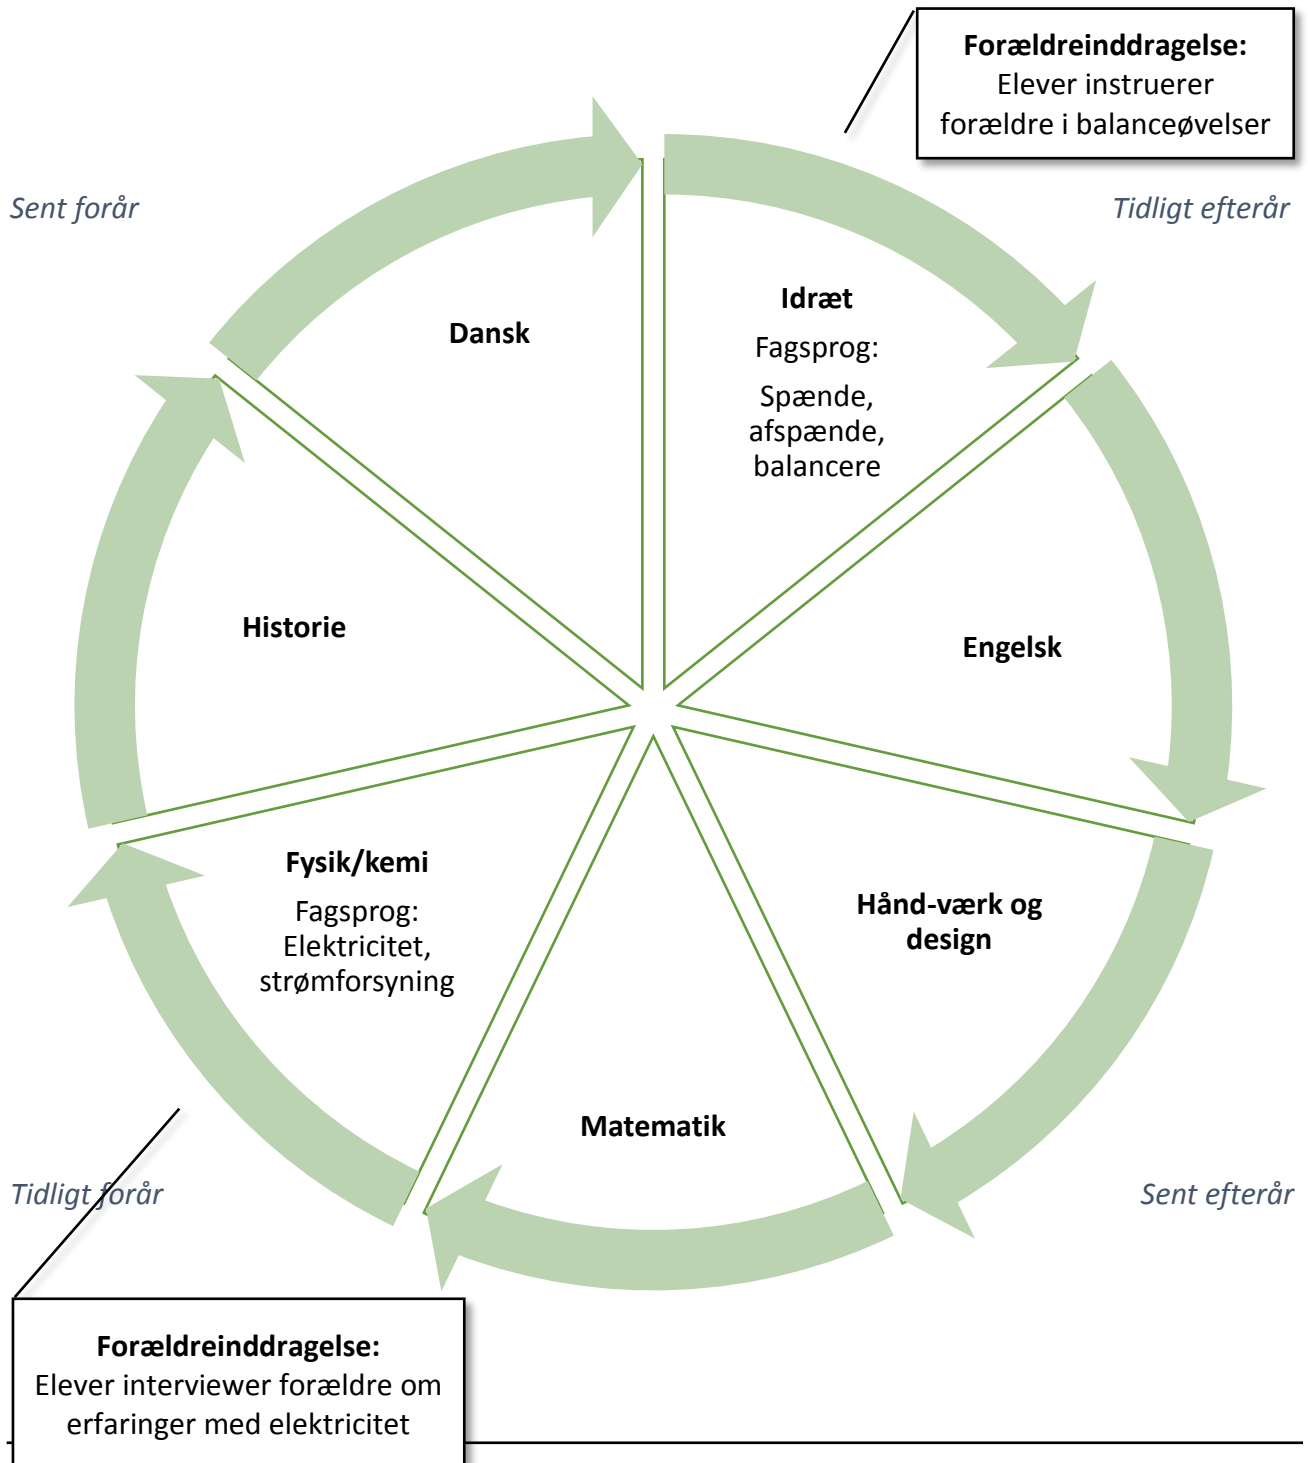 Forældreinddragelse:
Elever instruerer
forældre i balanceøvelser
Sent forår
Tidligt efterår
Idræt
Fagsprog:
Spænde,
afspænde,
balancere
Dansk
Historie
Engelsk
Fysik/kemi
Fagsprog:
Elektricitet,
strømforsyning
Hånd-værk og
design
Matematik
Tidligt forår
Sent efterår
Forældreinddragelse:
Elever interviewer forældre om
erfaringer med elektricitet